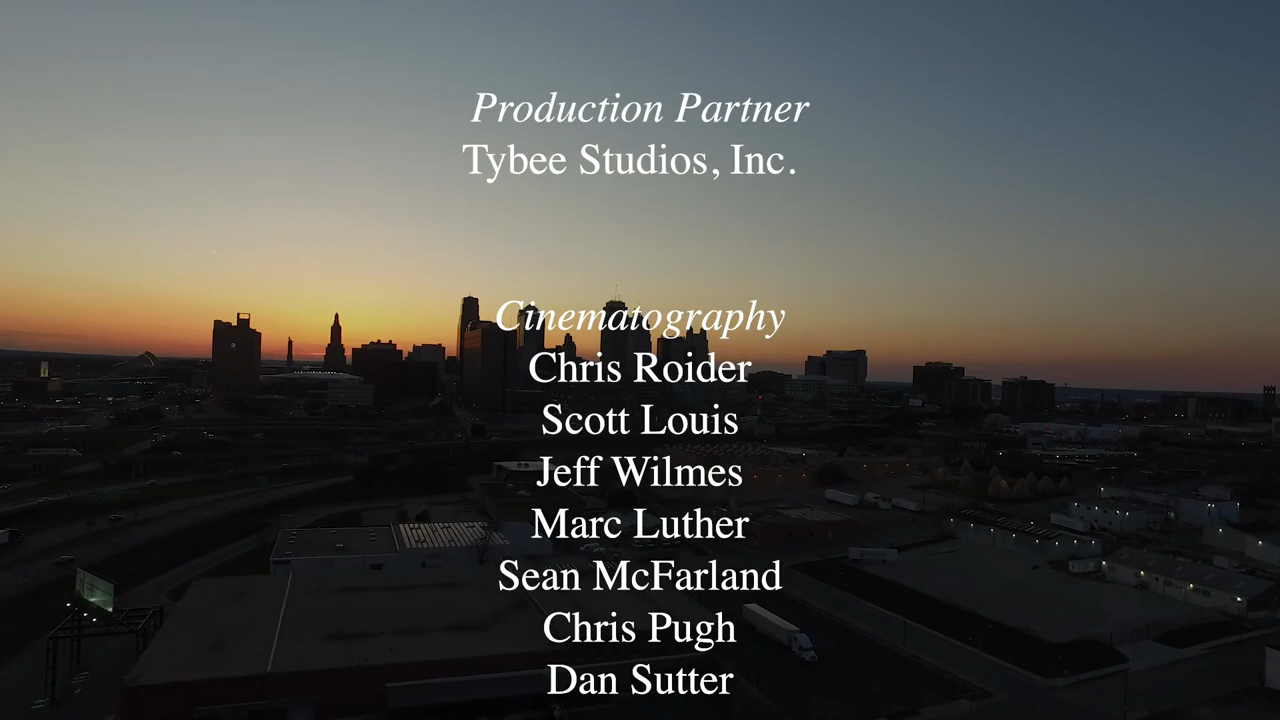 Production Partner
Tybee Studios, Inc.
Cinematography
Chris Roider
Scott Louis
Jeff Wilmes
Marc Luther
Sean McFarland
Chris Pugh
Dan Sutter